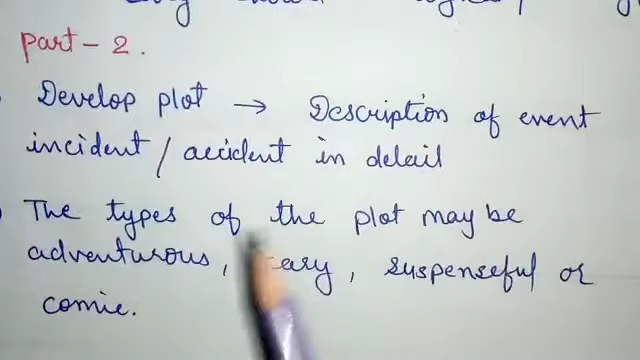 part - 2.
Develop plot → Description of event
incident / accident in detail
The types of the plot may be
adventurous, suspenseful or
comic.